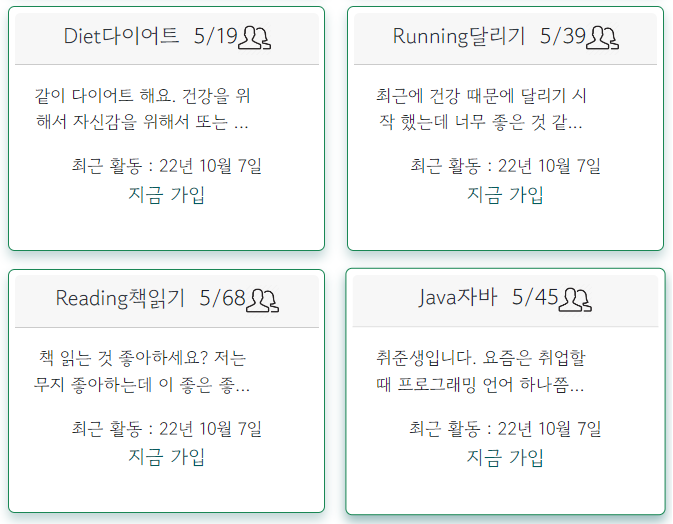 Diet다이어트 5/19
같이 다이어트 해요. 건강을 위
해서 자신감을 위해서 또는 ...
최근 활동 : 22년 10월 7일
지금 가입
Running달리기 5/39
최근에 건강 때문에 달리기 시
작 했는데 너무 좋은 것 같...
최근 활동 : 22년 10월 7일
지금 가입
Reading책읽기 5/68
책 읽는 것 좋아하세요? 저는
무지 좋아하는데 이 좋은 좋...
최근 활동 : 22년 10월 7일
지금 가입
Java자바 5/45
취준생입니다. 요즘은 취업할
때 프로그래밍 언어 하나쯤...
최근 활동 : 22년 10월 7일
지금 가입